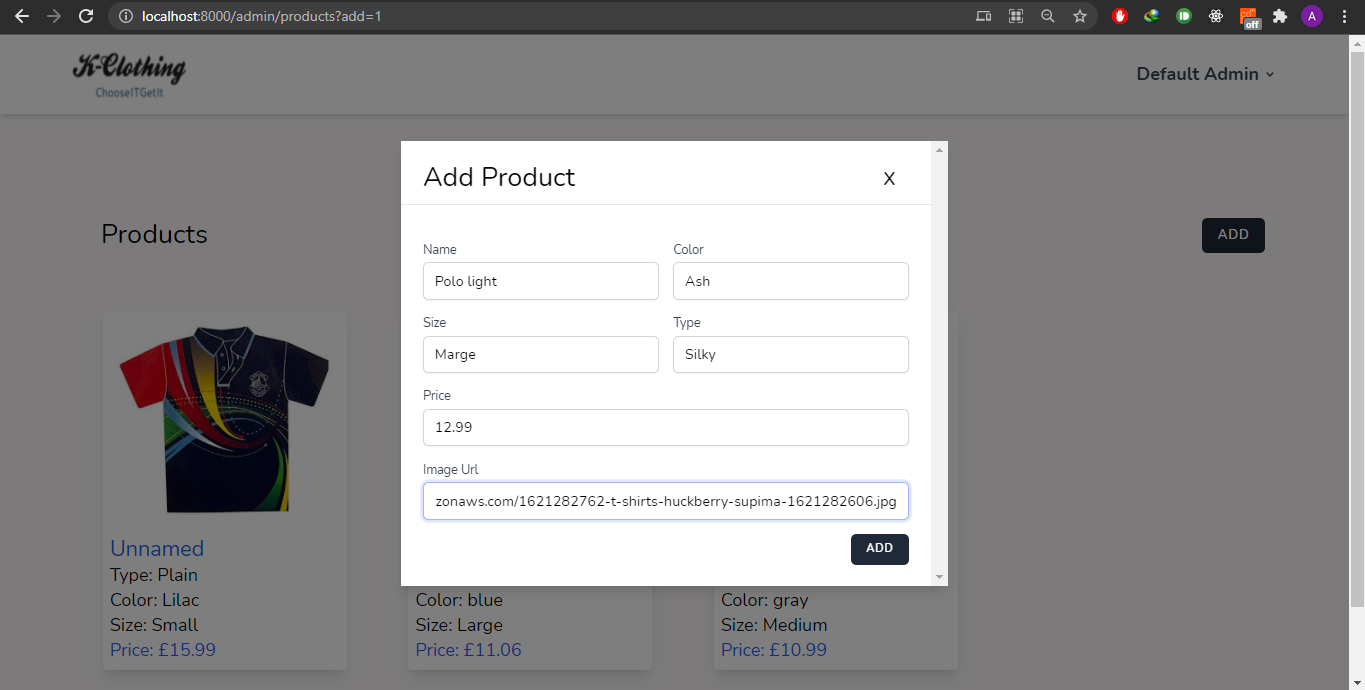 localhost:8000/admin/products?add=1
off
A
K-Clothing
ChooseITGetIt
Default Admin
Add Product
X
Products
ADD
Name
Color
Polo light
Ash
Size
Type
Marge
Silky
Price
12.99
Image Url
zonaws.com/1621282762-t-shirts-huckberry-supima-1621282606.jpg
ADD
Unnamed
Type: Plain
Color: Lilac
Size: Small
Price: £15.99
Color: blue
Size: Large
Price: £11.06
Color: gray
Size: Medium
Price: £10.99